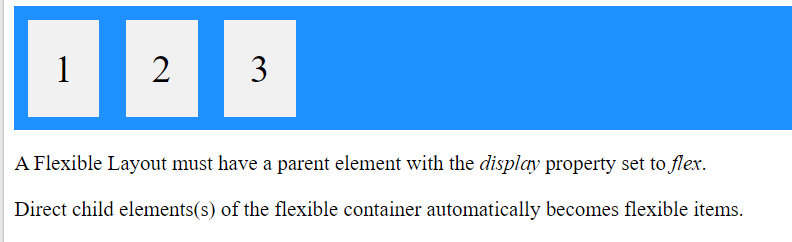 1 2 3
A Flexible Layout must have a parent element with the display property set to flex.
Direct child elements(s) of the flexible container automatically becomes flexible items.